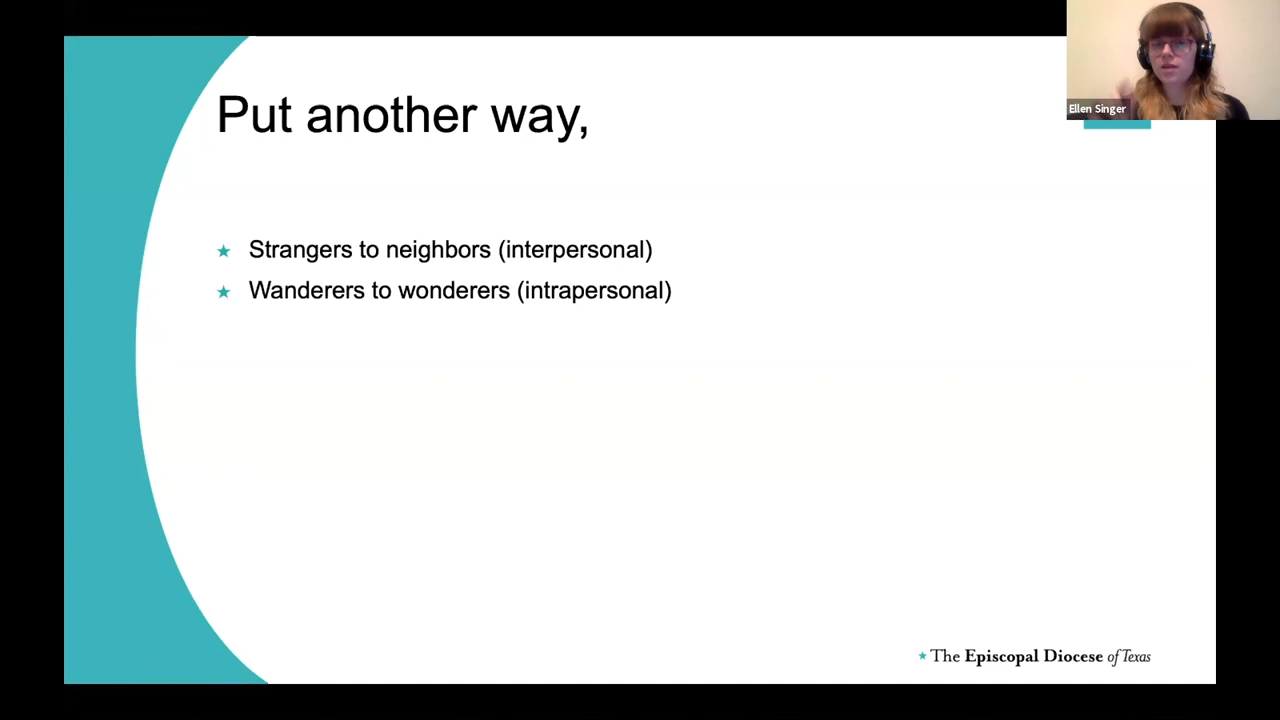 Put another way,
Ellen Singer
★ Strangers to neighbors (interpersonal)
★ Wanderers to wonderers (intrapersonal)
★ The Episcopal Diocese of Texas